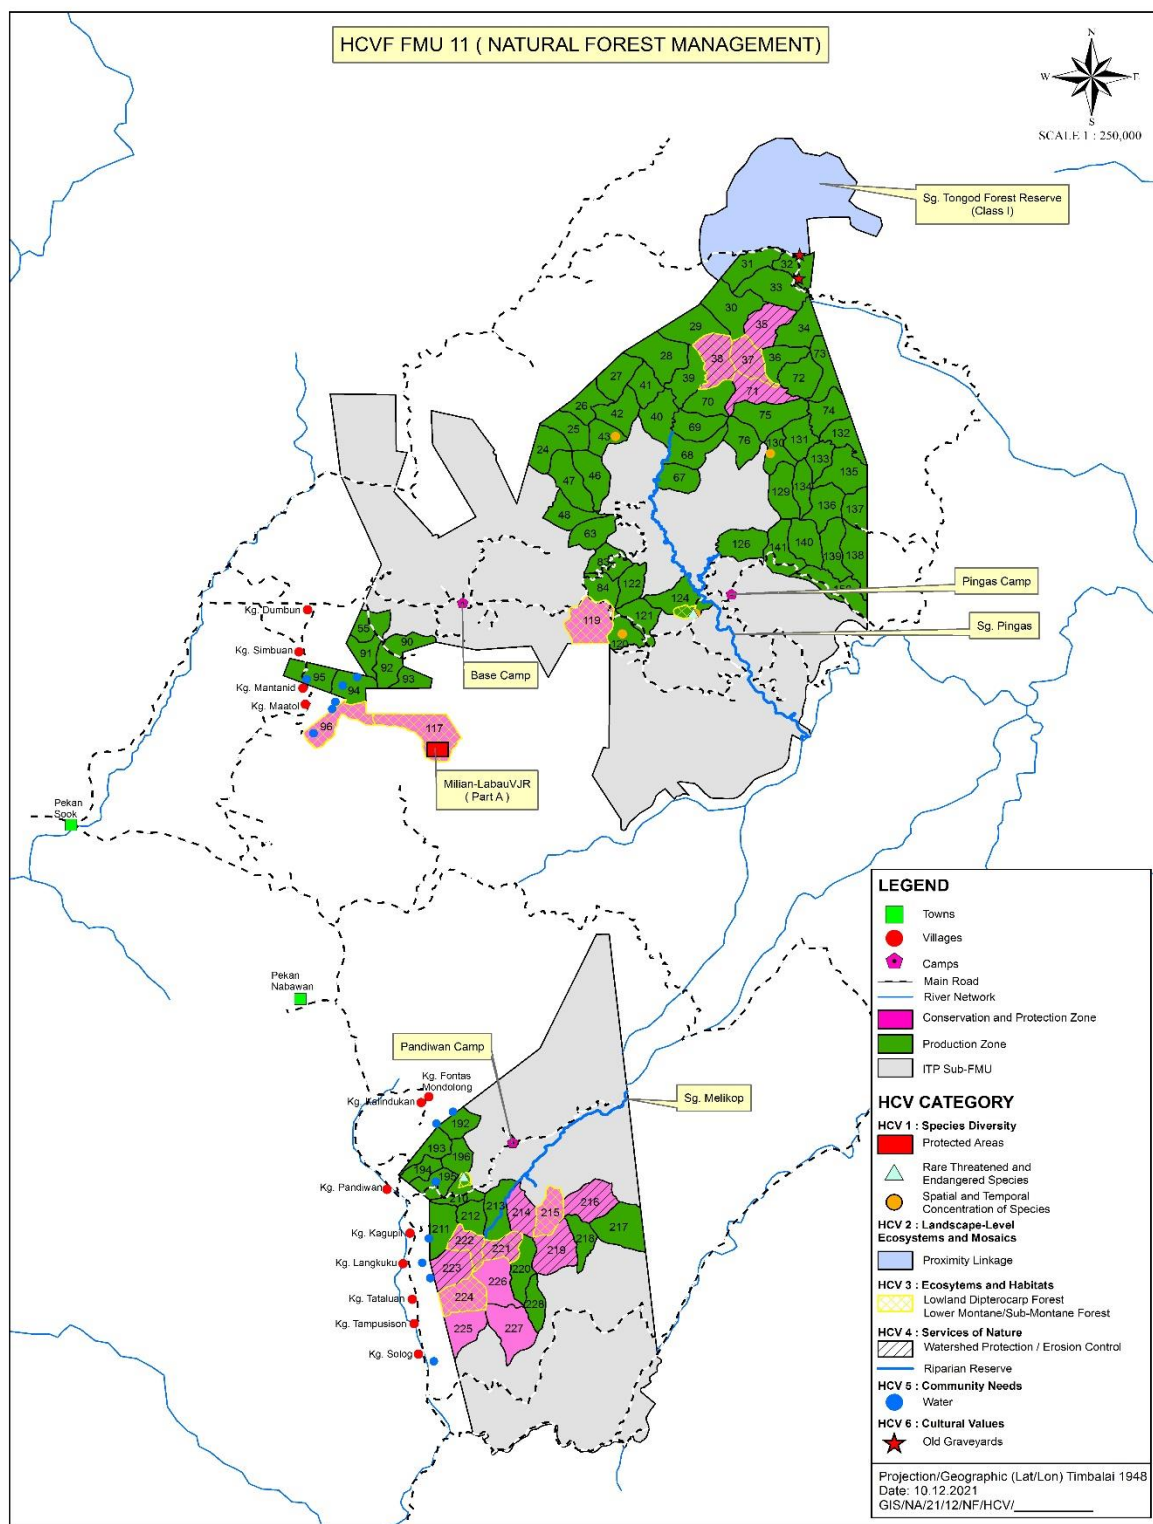 HCVF FMU 11 ( NATURAL FOREST MANAGEMENT)
N
W
E
S
SCALE 1 : 250,000
Sg. Tongod Forest Reserve
(Class I)
31
32
33
30
35
34
29
38
37
36
73
28
72
27
39
71
41
70
26
42
40
75
74
25
43
69
76
130
131
132
24
68
133
135
47
46
67
129
134
136
137
48
63
126
141
140
139
138
83
84
122
124
119
121
120
Pingas Camp
Sg. Pingas
Base Camp
Kg. Dumbun
55
90
Kg. Simbuan
91
92
93
95
94
Kg. Mantanid
Kg. Maatol
96
117
Milian-LabauVJR
( Part A )
Pekan
Sook
Pekan
Nabawan
Pandiwan Camp
Kg. Fontas
Mondolong
Kg. Kalindukan
Sg. Melikop
192
193
196
194
195
Kg. Pandiwan
210
213
216
212
214
215
217
211
Kg. Kagupil
222
221
219
218
Kg. Langkuku
223
220
226
Kg. Tataluan
224
228
Kg. Tampusison
225
227
Kg. Solog
LEGEND
Towns
Villages
Camps
Main Road
River Network
Conservation and Protection Zone
Production Zone
ITP Sub-FMU
HCV CATEGORY
HCV 1 : Species Diversity
Protected Areas
Rare Threatened and
Endangered Species
Spatial and Temporal
Concentration of Species
HCV 2 : Landscape-Level
Ecosystems and Mosaics
Proximity Linkage
HCV 3 : Ecosytems and Habitats
Lowland Dipterocarp Forest
Lower Montane/Sub-Montane Forest
HCV 4 : Services of Nature
Watershed Protection / Erosion Control
Riparian Reserve
HCV 5 : Community Needs
Water
HCV 6 : Cultural Values
Old Graveyards
Projection/Geographic (Lat/Lon) Timbalai 1948
Date: 10.12.2021
GIS/NA/21/12/NF/HCV/____________